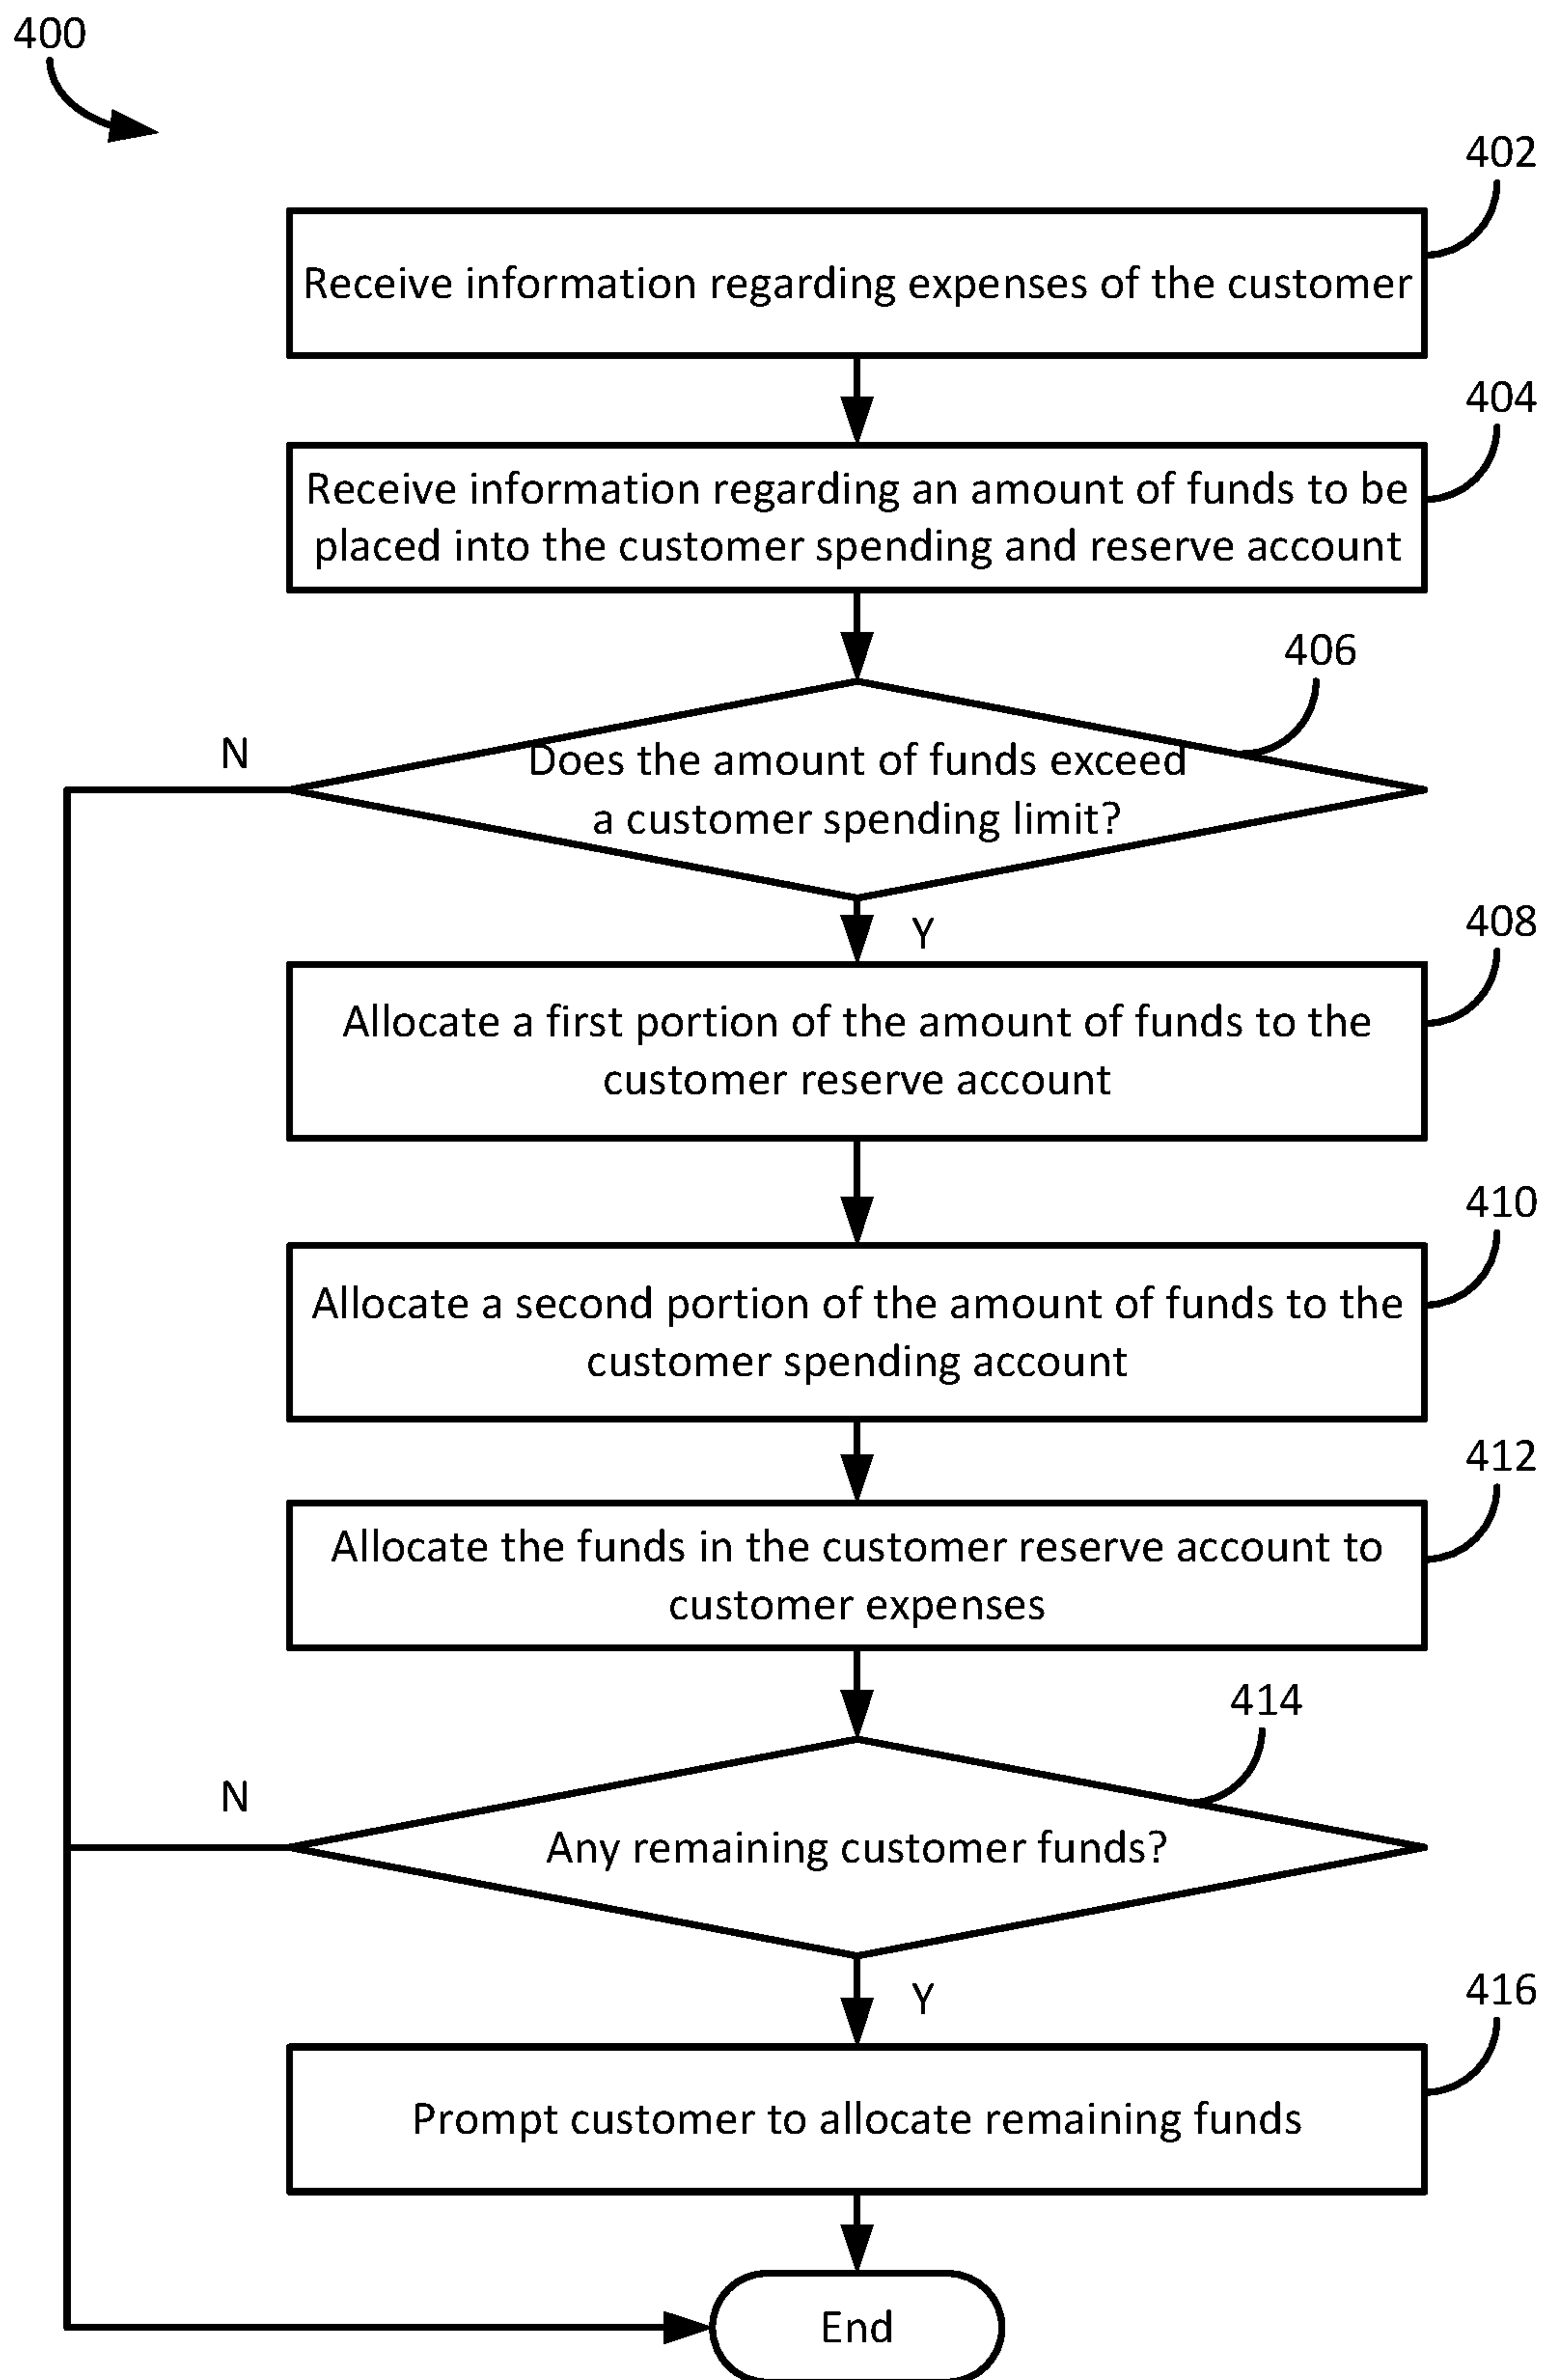 400
402
Receive information regarding expenses of the customer
404
Receive information regarding an amount of funds to be
placed into the customer spending and reserve account
406
N
Does the amount of funds exceed
a customer spending limit?
Y
408
Allocate a first portion of the amount of funds to the
customer reserve account
410
Allocate a second portion of the amount of funds to the
customer spending account
412
Allocate the funds in the customer reserve account to
customer expenses
414
N
Any remaining customer funds?
Y
416
Prompt customer to allocate remaining funds
End